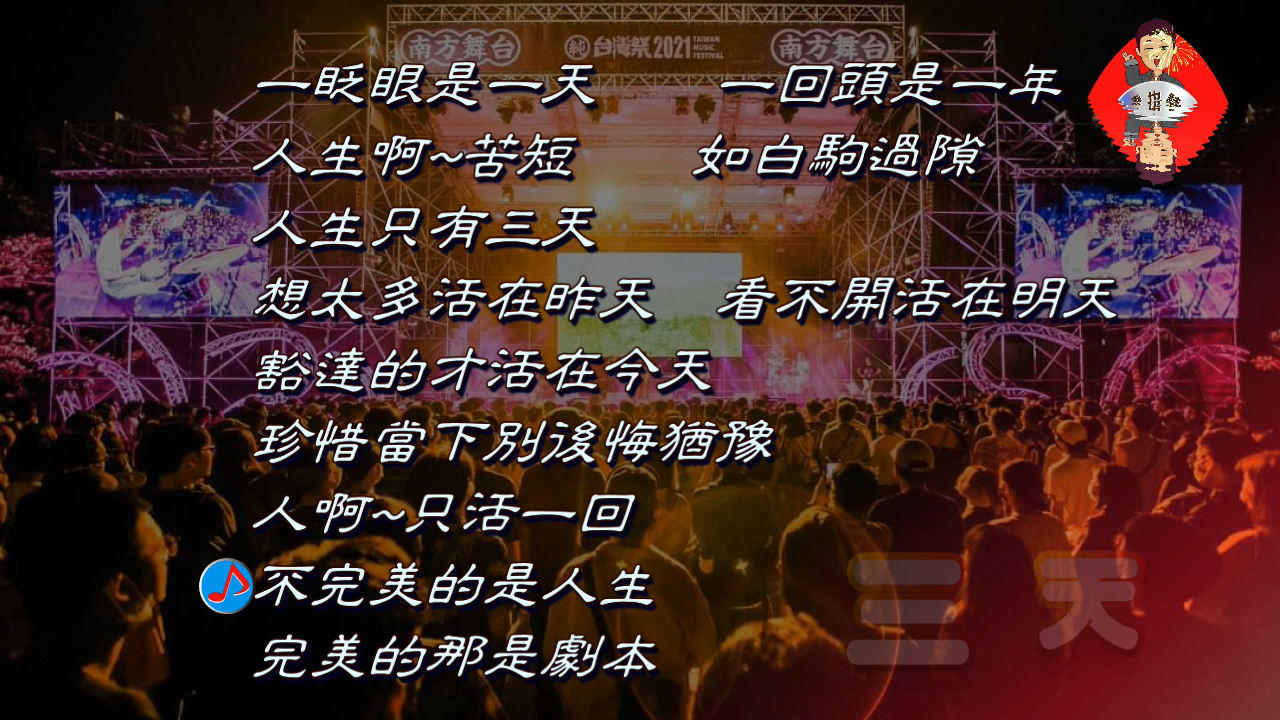 南方舞台 純 台灣祭 2021 TAIWAN MUSIC FESTIVAL 南方舞台
一眨眼是一天 一回頭是一年
人生啊~苦短 如白駒過隙
人生只有三天
想太多活在昨天 看不開活在明天
豁達的才活在今天
珍惜當下別後悔猶豫
人啊~只活一回
不完美的是人生
完美的那是劇本
三天